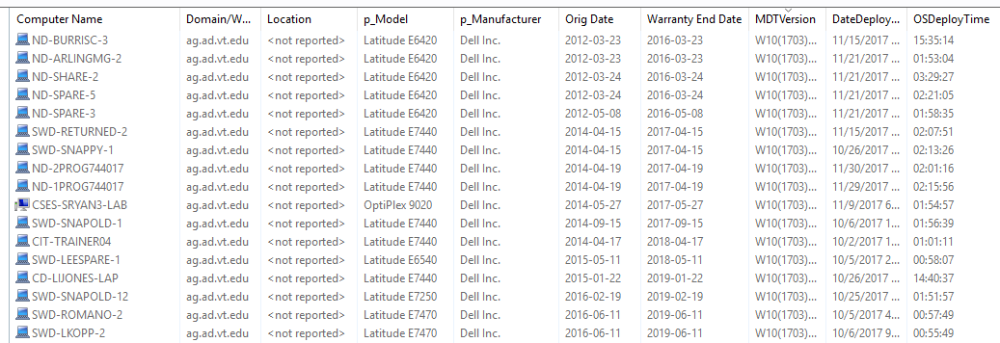 Computer Name Domain/W... Location p_Model p_Manufacturer Orig Date Warranty End Date MDTVersion DateDeploy... OSDeployTime
ND-BURRISC-3 ag.ad.vt.edu <not reported> Latitude E6420 Dell Inc. 2012-03-23 2016-03-23 W10(1703)... 11/15/2017 ... 15:35:14
ND-ARLINGMG-2 ag.ad.vt.edu <not reported> Latitude E6420 Dell Inc. 2012-03-23 2016-03-23 W10(1703)... 11/21/2017 ... 01:53:04
ND-SHARE-2 ag.ad.vt.edu <not reported> Latitude E6420 Dell Inc. 2012-03-24 2016-03-24 W10(1703)... 11/21/2017 ... 03:29:27
ND-SPARE-5 ag.ad.vt.edu <not reported> Latitude E6420 Dell Inc. 2012-03-24 2016-03-24 W10(1703)... 11/21/2017 ... 02:21:05
ND-SPARE-3 ag.ad.vt.edu <not reported> Latitude E6420 Dell Inc. 2012-05-08 2016-05-08 W10(1703)... 11/21/2017 ... 01:58:35
SWD-RETURNED-2 ag.ad.vt.edu <not reported> Latitude E7440 Dell Inc. 2014-04-15 2017-04-15 W10(1703)... 11/15/2017 ... 02:07:51
SWD-SNAPPY-1 ag.ad.vt.edu <not reported> Latitude E7440 Dell Inc. 2014-04-15 2017-04-15 W10(1703)... 10/26/2017 ... 02:13:26
ND-2PROG744017 ag.ad.vt.edu <not reported> Latitude E7440 Dell Inc. 2014-04-19 2017-04-19 W10(1703)... 11/30/2017 ... 02:01:16
ND-1PROG744017 ag.ad.vt.edu <not reported> Latitude E7440 Dell Inc. 2014-04-19 2017-04-19 W10(1703)... 11/29/2017 ... 02:15:56
CSES-SRYAN3-LAB ag.ad.vt.edu <not reported> OptiPlex 9020 Dell Inc. 2014-05-27 2017-05-27 W10(1703)... 11/9/2017 6... 01:54:57
SWD-SNAPOLD-1 ag.ad.vt.edu <not reported> Latitude E7440 Dell Inc. 2014-09-15 2017-09-15 W10(1703)... 10/6/2017 1... 01:56:39
CIT-TRAINER04 ag.ad.vt.edu <not reported> Latitude E7440 Dell Inc. 2014-04-17 2018-04-17 W10(1703)... 10/2/2017 1... 01:01:11
SWD-LEESPARE-1 ag.ad.vt.edu <not reported> Latitude E6540 Dell Inc. 2015-05-11 2018-05-11 W10(1703)... 10/5/2017 2... 00:58:07
CD-LIJONES-LAP ag.ad.vt.edu <not reported> Latitude E7440 Dell Inc. 2015-01-22 2019-01-22 W10(1703)... 10/26/2017 ... 14:40:37
SWD-SNAPOLD-12 ag.ad.vt.edu <not reported> Latitude E7250 Dell Inc. 2016-02-19 2019-02-19 W10(1703)... 10/25/2017 ... 01:51:57
SWD-ROMANO-2 ag.ad.vt.edu <not reported> Latitude E7470 Dell Inc. 2016-06-11 2019-06-11 W10(1703)... 10/5/2017 4... 00:57:49
SWD-LKOPP-2 ag.ad.vt.edu <not reported> Latitude E7470 Dell Inc. 2016-06-11 2019-06-11 W10(1703)... 10/6/2017 9... 00:55:49